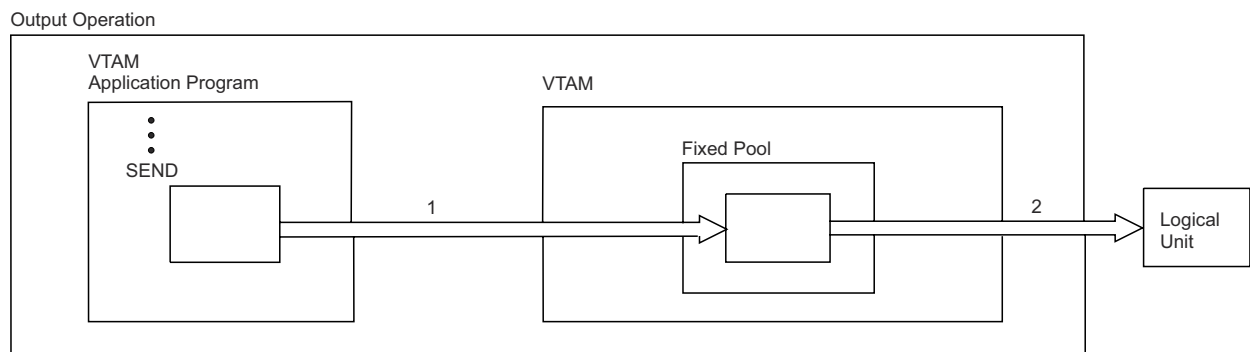 Output Operation
VTAM
Application Program
VTAM
SEND
Fixed Pool
1
2
Logical
Unit